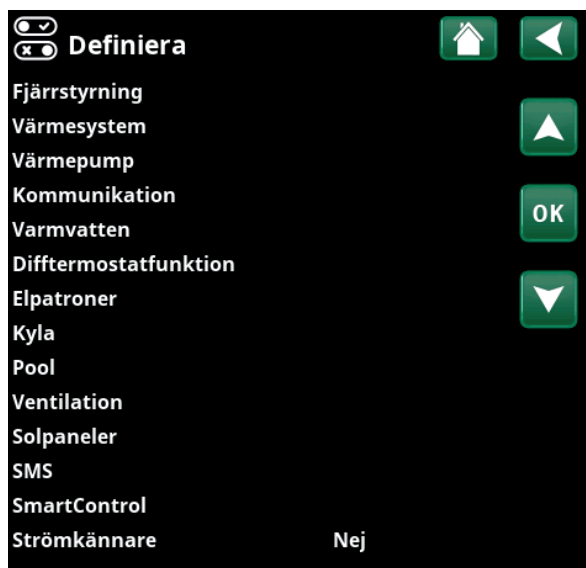 Definiera
Fjärrstyrning
Värmesystem
Värmepump
Kommunikation
OK
Varmvatten
Difftermostatfunktion
Elpatroner
Kyla
Pool
Ventilation
Solpaneler
SMS
SmartControl
Strömkännare Nej